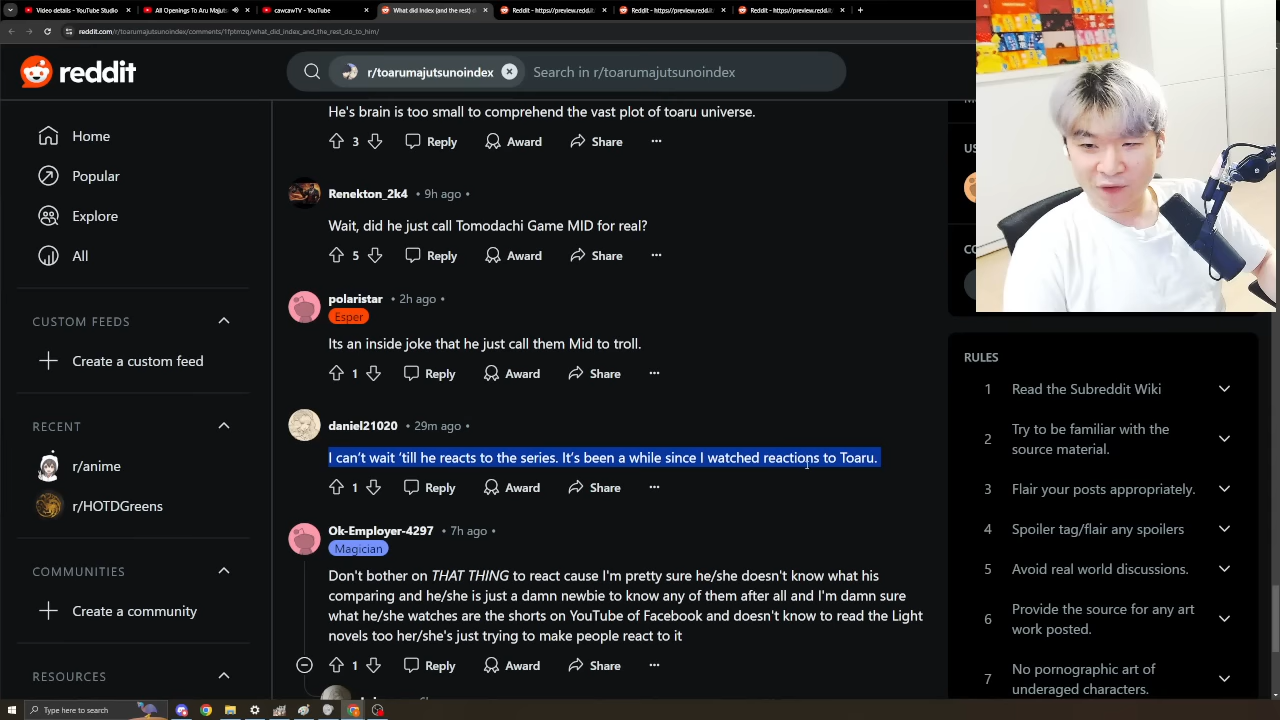 Video details - YouTube Studio
All Openings To Aru Majuts
cawcawTV - YouTube
What did Index (and the rest) d
Reddit - https://preview.redd.i
Reddit - https://preview.redd.i
Reddit - https://preview.redd.i
reddit.com/r/toarumajutsunoindex/comments/1fptmzq/what_did_index_and_the_rest_do_to_him/
reddit
r/toarumajutsunoindex
Search in r/toarumajutsunoindex
Home
Popular
Explore
All
CUSTOM FEEDS
Create a custom feed
RECENT
r/anime
r/HOTDGreens
COMMUNITIES
Create a community
RESOURCES
He's brain is too small to comprehend the vast plot of toaru universe.
3 Reply Award Share
Renekton_2k4 • 9h ago •
Wait, did he just call Tomodachi Game MID for real?
5 Reply Award Share
polaristar • 2h ago •
Esper
Its an inside joke that he just call them Mid to troll.
1 Reply Award Share
daniel21020 • 29m ago •
I can't wait 'till he reacts to the series. It's been a while since I watched reactions to Toaru.
1 Reply Award Share
Ok-Employer-4297 • 7h ago •
Magician
Don't bother on THAT THING to react cause I'm pretty sure he/she doesn't know what his
comparing and he/she is just a damn newbie to know any of them after all and I'm damn sure
what he/she watches are the shorts on YouTube of Facebook and doesn't know to read the Light
novels too her/she's just trying to make people react to it
1 Reply Award Share
US
CO
RULES
1 Read the Subreddit Wiki
2 Try to be familiar with the
source material.
3 Flair your posts appropriately.
4 Spoiler tag/flair any spoilers
5 Avoid real world discussions.
6 Provide the source for any art
work posted.
7 No pornographic art of
underaged characters.
Type here to search